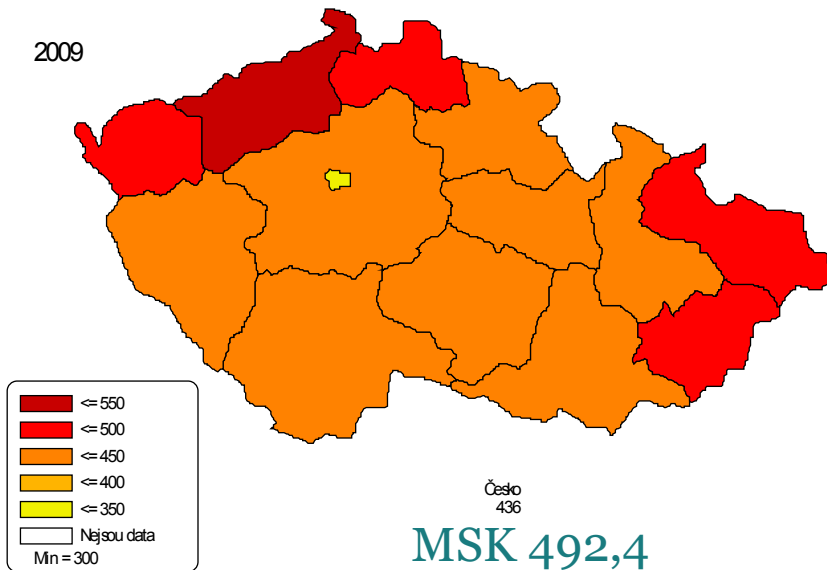 2009
<= 550
<= 500
<= 450
<= 400
<= 350
Nejsou data
Min = 300
Česko
436
MSK 492,4